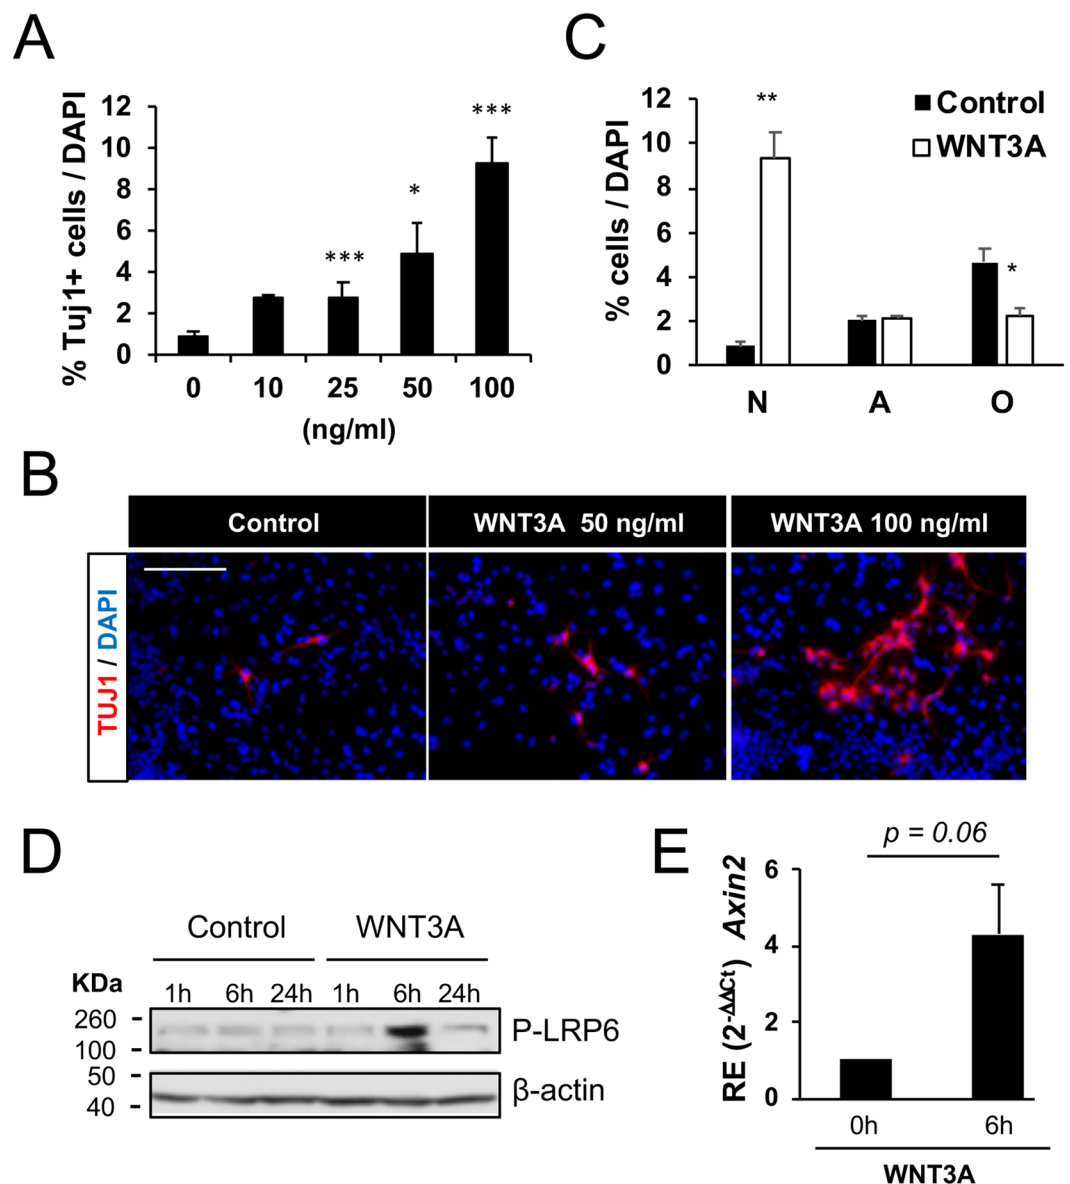 A
% Tuj1+ cells / DAPI
12
10
8
6
4
2
0
***
*
***
0 10 25 50 100
(ng/ml)
C
% cells / DAPI
12
10
8
6
4
2
0
**
*
Control
WNT3A
N A O
B
Control
WNT3A 50 ng/ml
WNT3A 100 ng/ml
TUJ1 / DAPI
D
Control WNT3A
KDa
1h 6h 24h 1h 6h 24h
260
100
P-LRP6
50
40
β-actin
E
p = 0.06
RE (2-ΔΔCt) Axin2
6
4
2
0
0h 6h
WNT3A